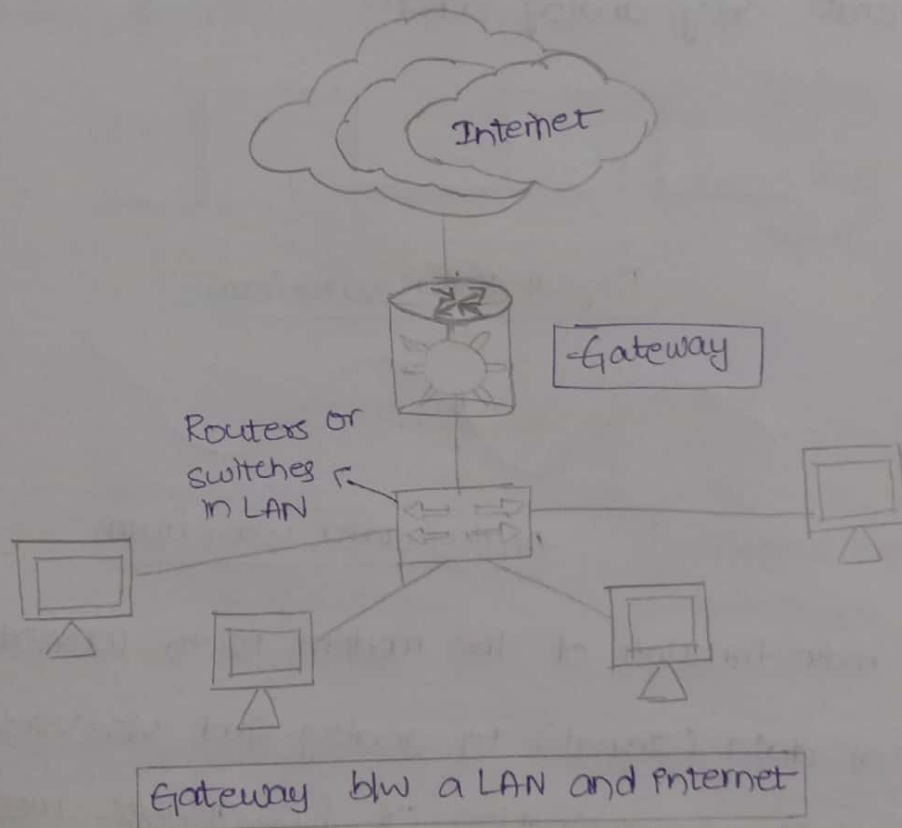 Internet
Gateway
Routers or
switches
in LAN
Gateway b/w a LAN and internet